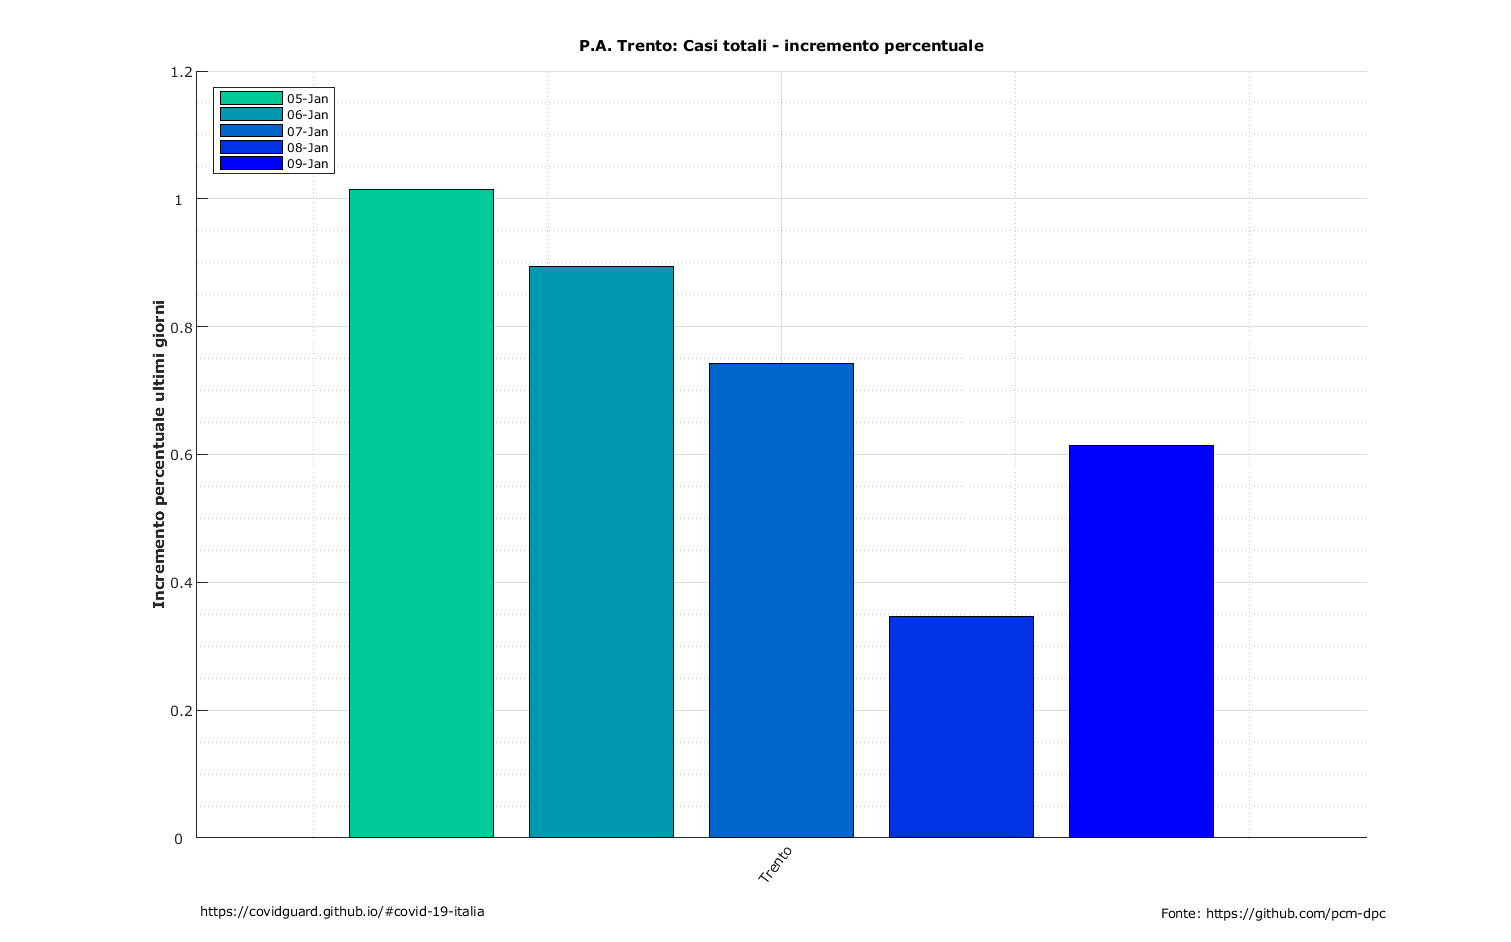 P.A. Trento: Casi totali - incremento percentuale
05-Jan
06-Jan
07-Jan
08-Jan
09-Jan
Incremento percentuale ultimi giorni
1.2
1
0.8
0.6
0.4
0.2
0
Trento
https://covidguard.github.io/#covid-19-italia
Fonte: https://github.com/pcm-dpc